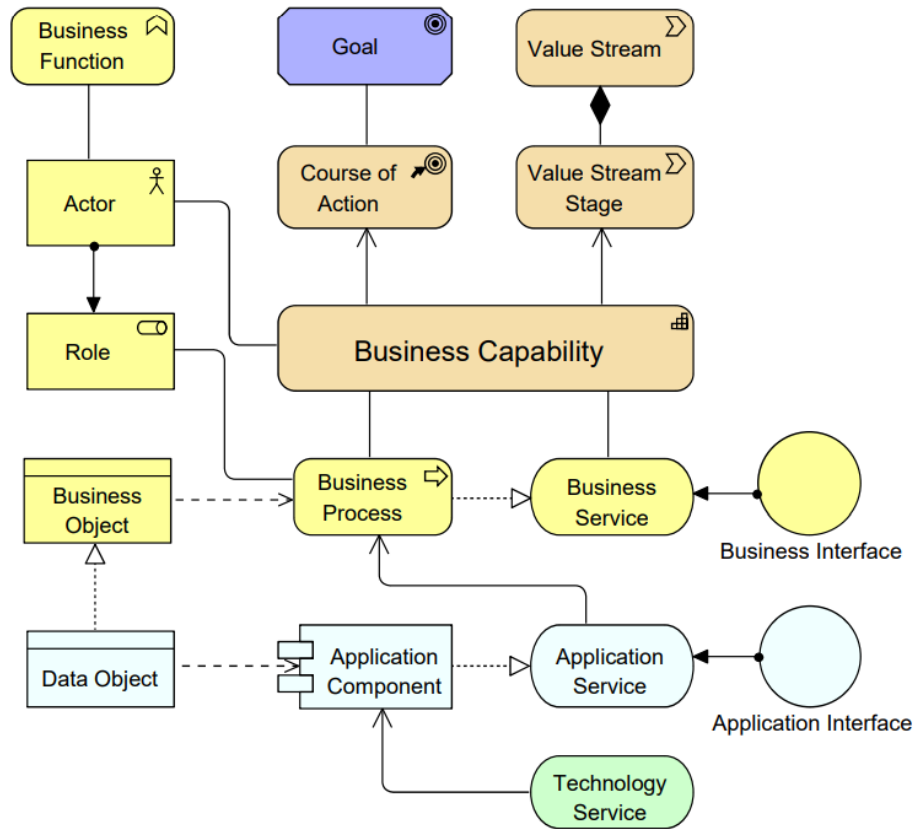 Business
Function
Goal
Value Stream
Actor
Course of
Action
Value Stream
Stage
Role
Business Capability
Business
Object
Business
Process
Business
Service
Business Interface
Data Object
Application
Component
Application
Service
Application Interface
Technology
Service